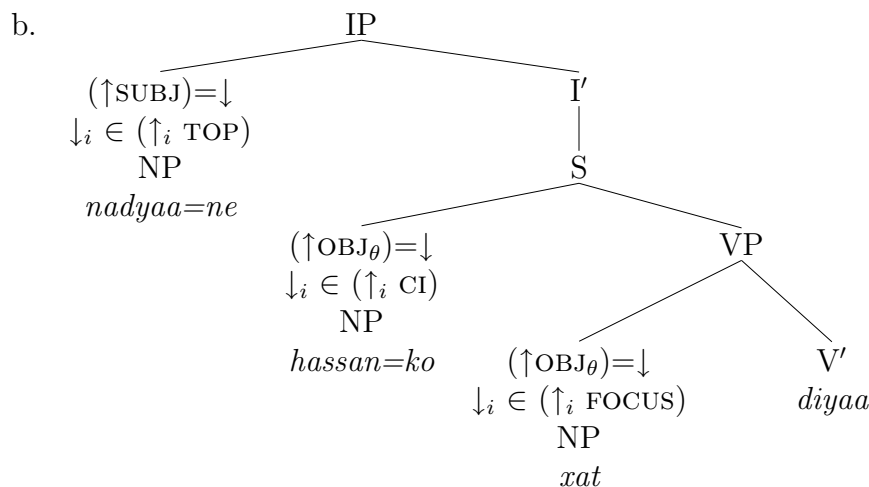 b.
IP
(↑SUBJ)=↓
↓ᵢ ∈ (↑ᵢ TOP)
NP
nadyaa=ne
I′
S
(↑OBJθ)=↓
↓ᵢ ∈ (↑ᵢ CI)
NP
hassan=ko
VP
(↑OBJθ)=↓
↓ᵢ ∈ (↑ᵢ FOCUS)
NP
xat
V′
diyaa